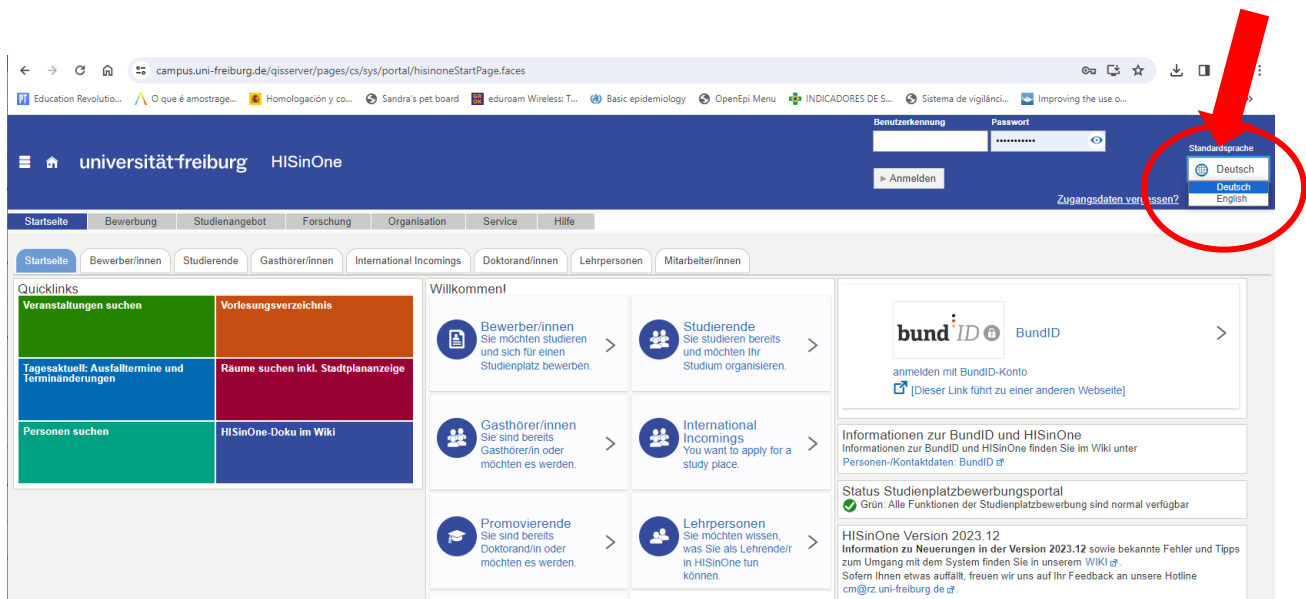 campus.uni-freiburg.de/qisserver/pages/cs/sys/portal/hisinoneStartPage.faces
Education Revolutio... O que é amostrage... Homologación y co... Sandra's pet board eduroam Wireless: T... Basic epidemiology OpenEpi Menu INDICADORES DE S... Sistema de vigilânci... Improving the use o... »
Benutzerkennung Passwort
universität freiburg HISinOne
Standardsprache
Deutsch
▸ Anmelden
Deutsch
English
Zugangsdaten vergessen?
Startseite Bewerbung Studienangebot Forschung Organisation Service Hilfe
Startseite Bewerber/innen Studierende Gasthörer/innen International Incomings Doktorand/innen Lehrpersonen Mitarbeiter/innen
Quicklinks
Veranstaltungen suchen
Vorlesungsverzeichnis
Tagesaktuell: Ausfalltermine und
Terminänderungen
Räume suchen inkl. Stadtplananzeige
Personen suchen
HISinOne-Doku im Wiki
Willkommen!
Bewerber/innen
Sie möchten studieren
und sich für einen
Studienplatz bewerben.
Studierende
Sie studieren bereits
und möchten Ihr
Studium organisieren.
Gasthörer/innen
Sie sind bereits
Gasthörer/in oder
möchten es werden.
International
Incomings
You want to apply for a
study place.
Promovierende
Sie sind bereits
Doktorand/in oder
möchten es werden.
Lehrpersonen
Sie möchten wissen,
was Sie als Lehrende/r
in HISinOne tun
können.
bund ID BundID
anmelden mit BundID-Konto
[Dieser Link führt zu einer anderen Webseite]
Informationen zur BundID und HISinOne
Informationen zur BundID und HISinOne finden Sie im Wiki unter
Personen-/Kontaktdaten: BundID
Status Studienplatzbewerbungsportal
Grün: Alle Funktionen der Studienplatzbewerbung sind normal verfügbar
HISinOne Version 2023.12
Information zu Neuerungen in der Version 2023.12 sowie bekannte Fehler und Tipps
zum Umgang mit dem System finden Sie in unserem WIKI.
Sofern Ihnen etwas auffällt, freuen wir uns auf Ihr Feedback an unsere Hotline
cm@rz.uni-freiburg.de.